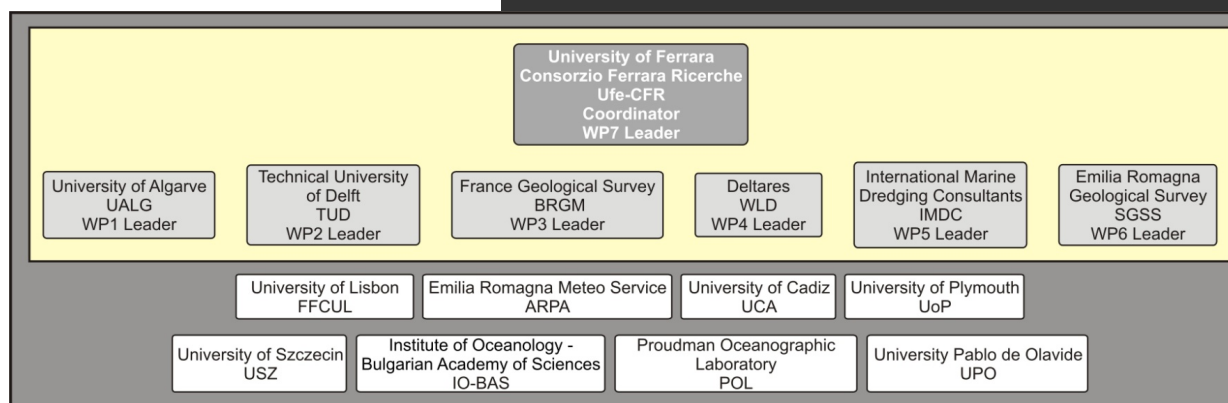 University of Ferrara
Consorzio Ferrara Ricerche
Ufe-CFR
Coordinator
WP7 Leader
University of Algarve
UALG
WP1 Leader
Technical University
of Delft
TUD
WP2 Leader
France Geological Survey
BRGM
WP3 Leader
Deltares
WLD
WP4 Leader
International Marine
Dredging Consultants
IMDC
WP5 Leader
Emilia Romagna
Geological Survey
SGSS
WP6 Leader
University of Lisbon
FFCUL
Emilia Romagna Meteo Service
ARPA
University of Cadiz
UCA
University of Plymouth
UoP
University of Szczecin
USZ
Institute of Oceanology -
Bulgarian Academy of Sciences
IO-BAS
Proudman Oceanographic
Laboratory
POL
University Pablo de Olavide
UPO